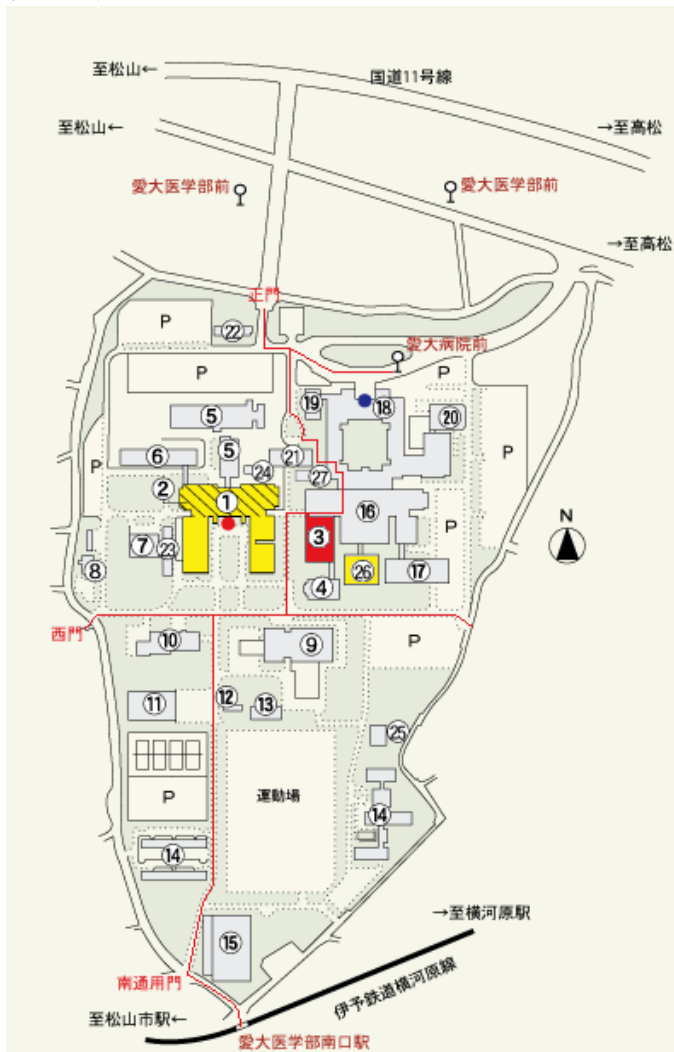 至松山←
国道11号線
至松山←
→至高松
愛大医学部前
愛大医学部前
→至高松
正門
P
㉒
愛大病院前
P
P
⑲
⑱
⑤
⑳
⑥
⑤
㉑
P
P
㉔
㉗
②
①
⑯
P
N
③
⑦
㉓
⑧
㉖
⑰
④
西門
⑩
⑨
P
⑪
⑫
⑬
㉕
P
運動場
⑭
⑭
→至横河原駅
⑮
南通用門
伊予鉄道横河原線
至松山市駅←
愛大医学部南口駅